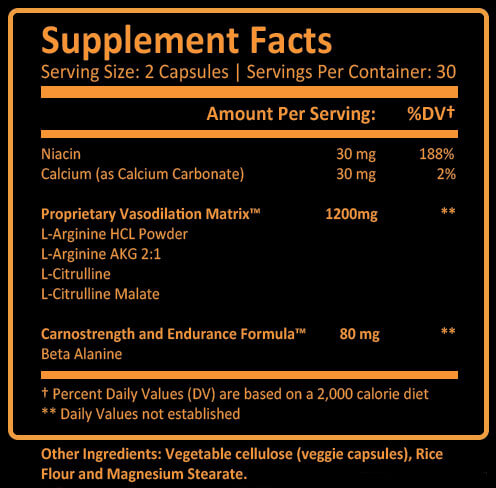 Supplement Facts
Serving Size: 2 Capsules | Servings Per Container: 30
Amount Per Serving: %DV†
Niacin 30 mg 188%
Calcium (as Calcium Carbonate) 30 mg 2%
Proprietary Vasodilation Matrix™ 1200mg **
L-Arginine HCL Powder
L-Arginine AKG 2:1
L-Citrulline
L-Citrulline Malate
Carnostrength and Endurance Formula™ 80 mg **
Beta Alanine
† Percent Daily Values (DV) are based on a 2,000 calorie diet
** Daily Values not established
Other Ingredients: Vegetable cellulose (veggie capsules), Rice
Flour and Magnesium Stearate.